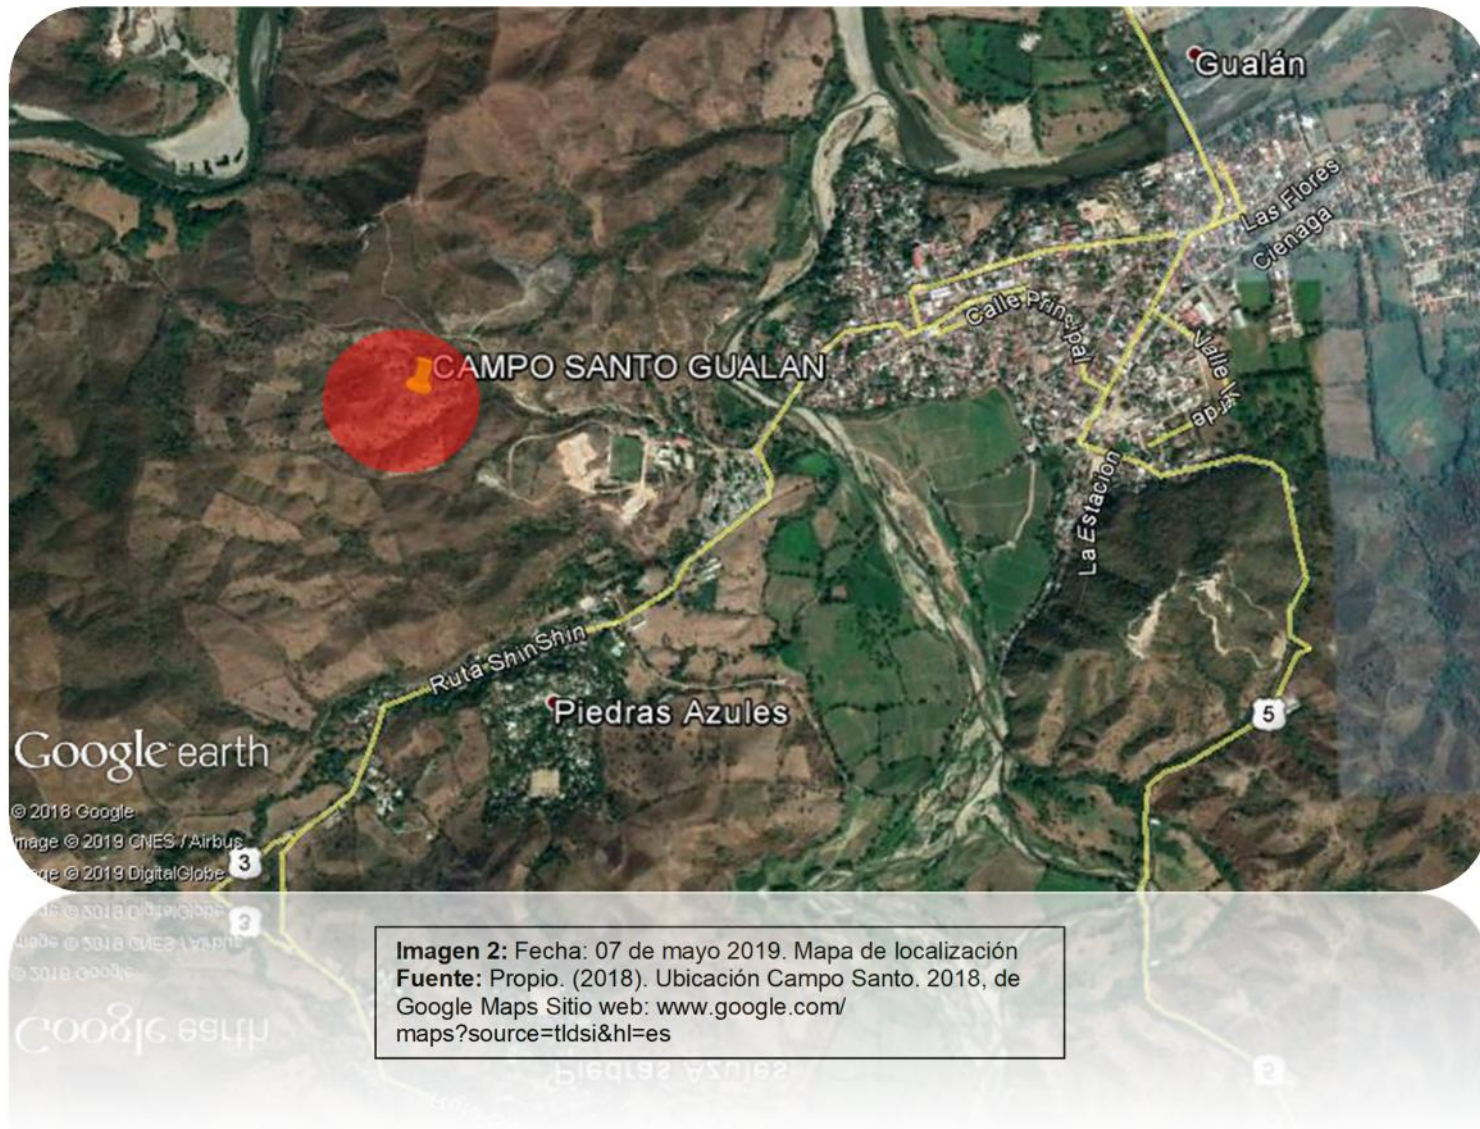 Gualán
Las Flores
Cienaga
Calle Principal
Valle Verde
CAMPO SANTO GUALAN
La Estacion
Ruta ShinShin
Piedras Azules
5
Google earth
© 2018 Google
mage © 2019 CNES / Airbus
ge © 2019 DigitalGlobe
3
Imagen 2: Fecha: 07 de mayo 2019. Mapa de localización
Fuente: Propio. (2018). Ubicación Campo Santo. 2018, de
Google Maps Sitio web: www.google.com/
maps?source=tldsi&hl=es